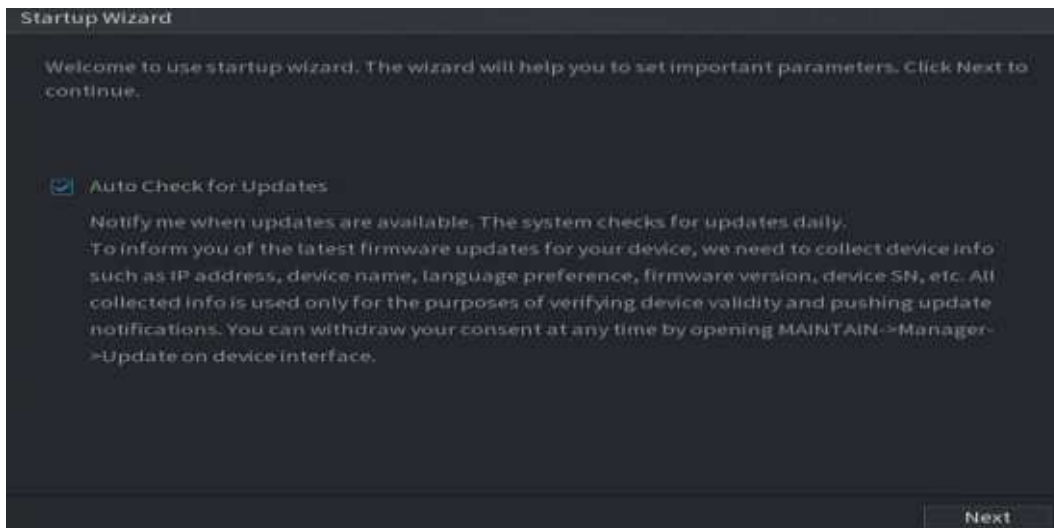 Startup Wizard
Welcome to use startup wizard. The wizard will help you to set important parameters. Click Next to
continue.
Auto Check for Updates
Notify me when updates are available. The system checks for updates daily.
To inform you of the latest firmware updates for your device, we need to collect device info
such as IP address, device name, language preference, firmware version, device SN, etc. All
collected info is used only for the purposes of verifying device validity and pushing update
notifications. You can withdraw your consent at any time by opening MAINTAIN->Manager-
>Update on device interface.
Next